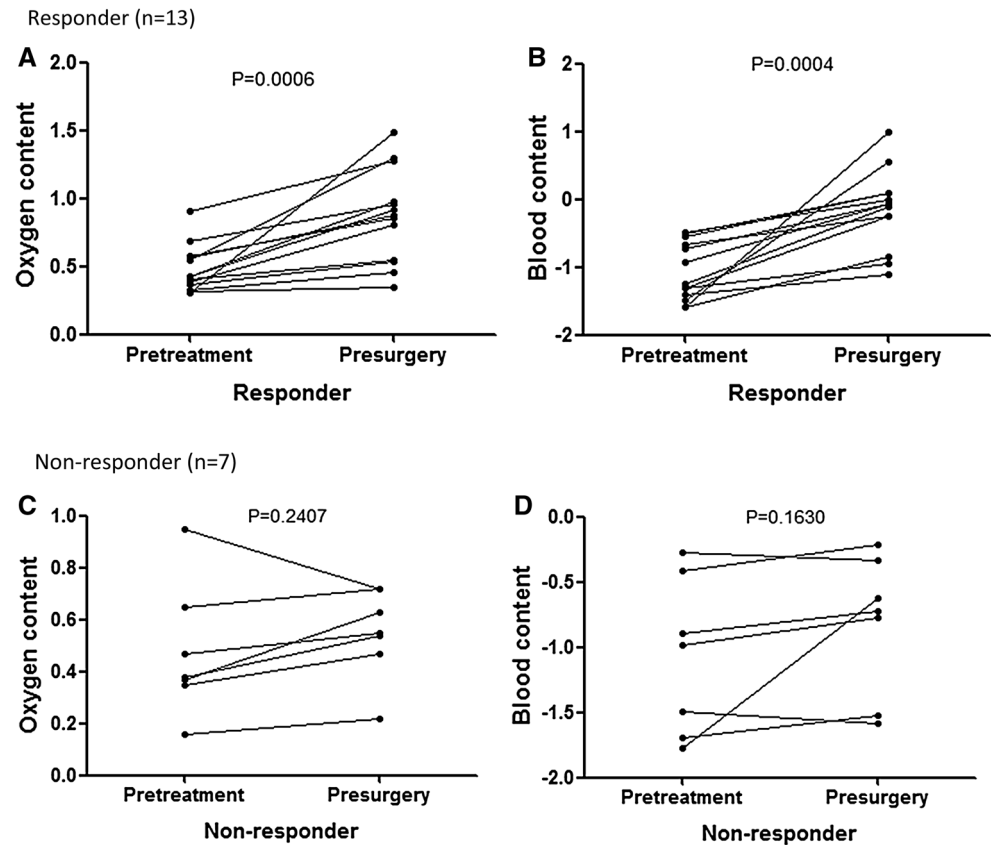 Responder (n=13)
A
P=0.0006
Oxygen content
2.0
1.5
1.0
0.5
0.0
Pretreatment
Presurgery
Responder
B
P=0.0004
Blood content
2
1
0
-1
-2
Pretreatment
Presurgery
Responder
Non-responder (n=7)
C
P=0.2407
Oxygen content
1.0
0.8
0.6
0.4
0.2
0.0
Pretreatment
Presurgery
Non-responder
D
P=0.1630
Blood content
0.0
-0.5
-1.0
-1.5
-2.0
Pretreatment
Presurgery
Non-responder